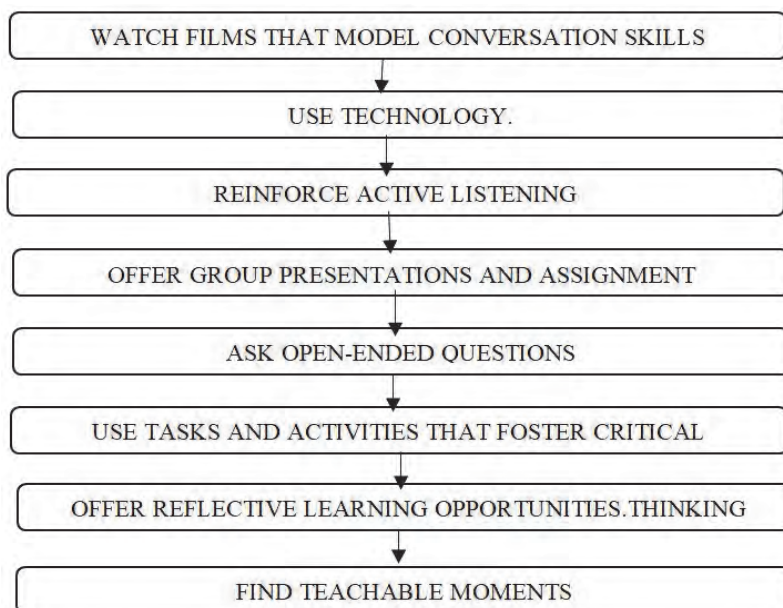 WATCH FILMS THAT MODEL CONVERSATION SKILLS
USE TECHNOLOGY.
REINFORCE ACTIVE LISTENING
OFFER GROUP PRESENTATIONS AND ASSIGNMENT
ASK OPEN-ENDED QUESTIONS
USE TASKS AND ACTIVITIES THAT FOSTER CRITICAL
OFFER REFLECTIVE LEARNING OPPORTUNITIES.THINKING
FIND TEACHABLE MOMENTS